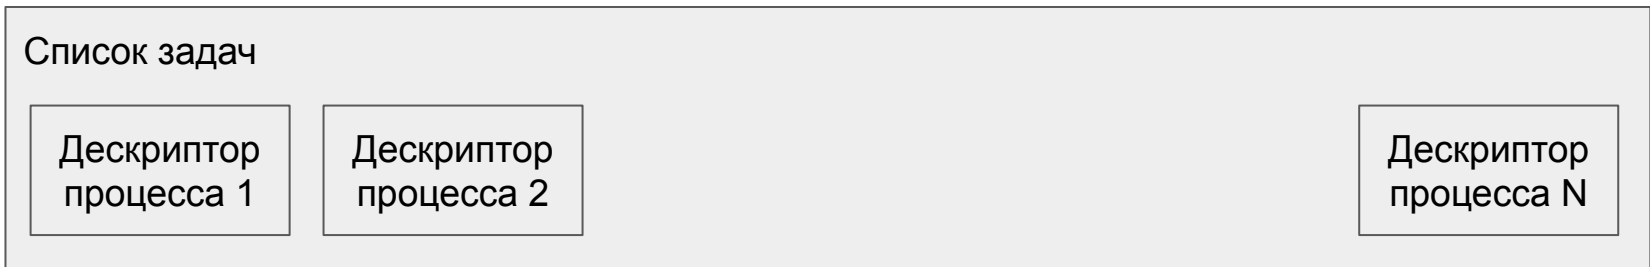 Список задач
Дескриптор
процесса 1
Дескриптор
процесса 2
Дескриптор
процесса N